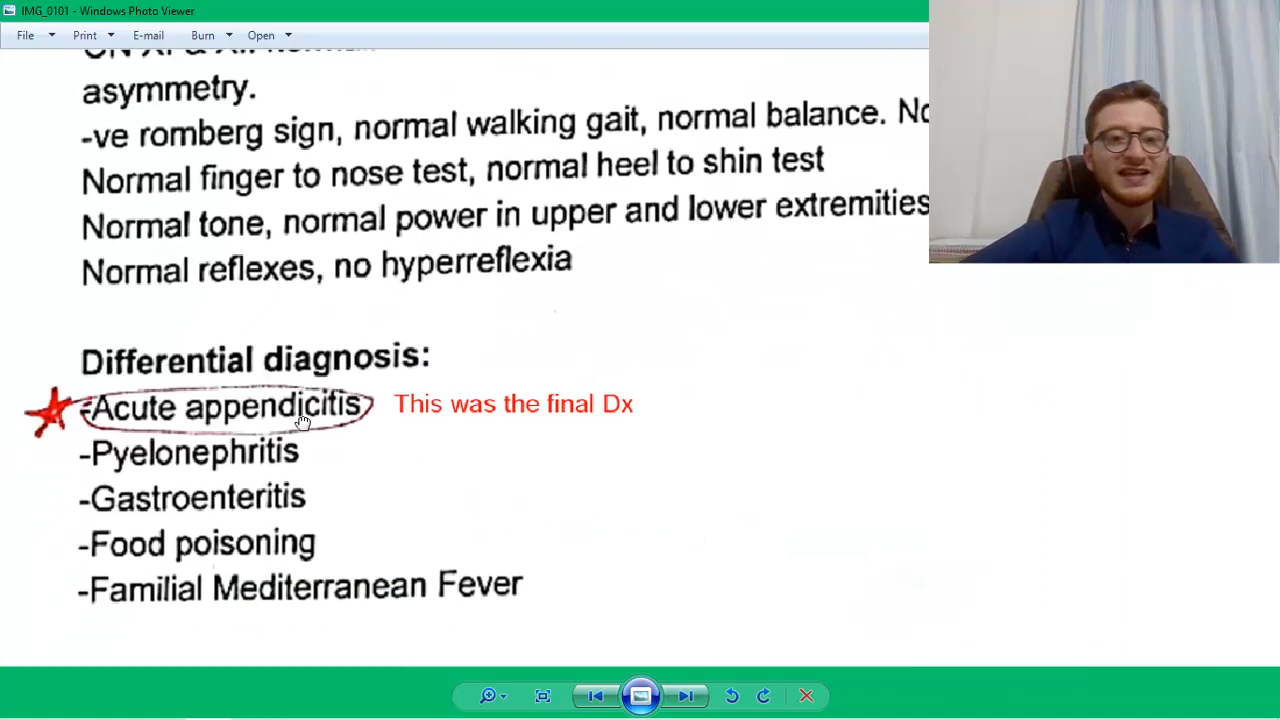 IMG_0101 - Windows Photo Viewer
File Print E-mail Burn Open
asymmetry.
-ve romberg sign, normal walking gait, normal balance.
Normal finger to nose test, normal heel to shin test
Normal tone, normal power in upper and lower extremities
Normal reflexes, no hyperreflexia
Differential diagnosis:
-Acute appendicitis This was the final Dx
-Pyelonephritis
-Gastroenteritis
-Food poisoning
-Familial Mediterranean Fever